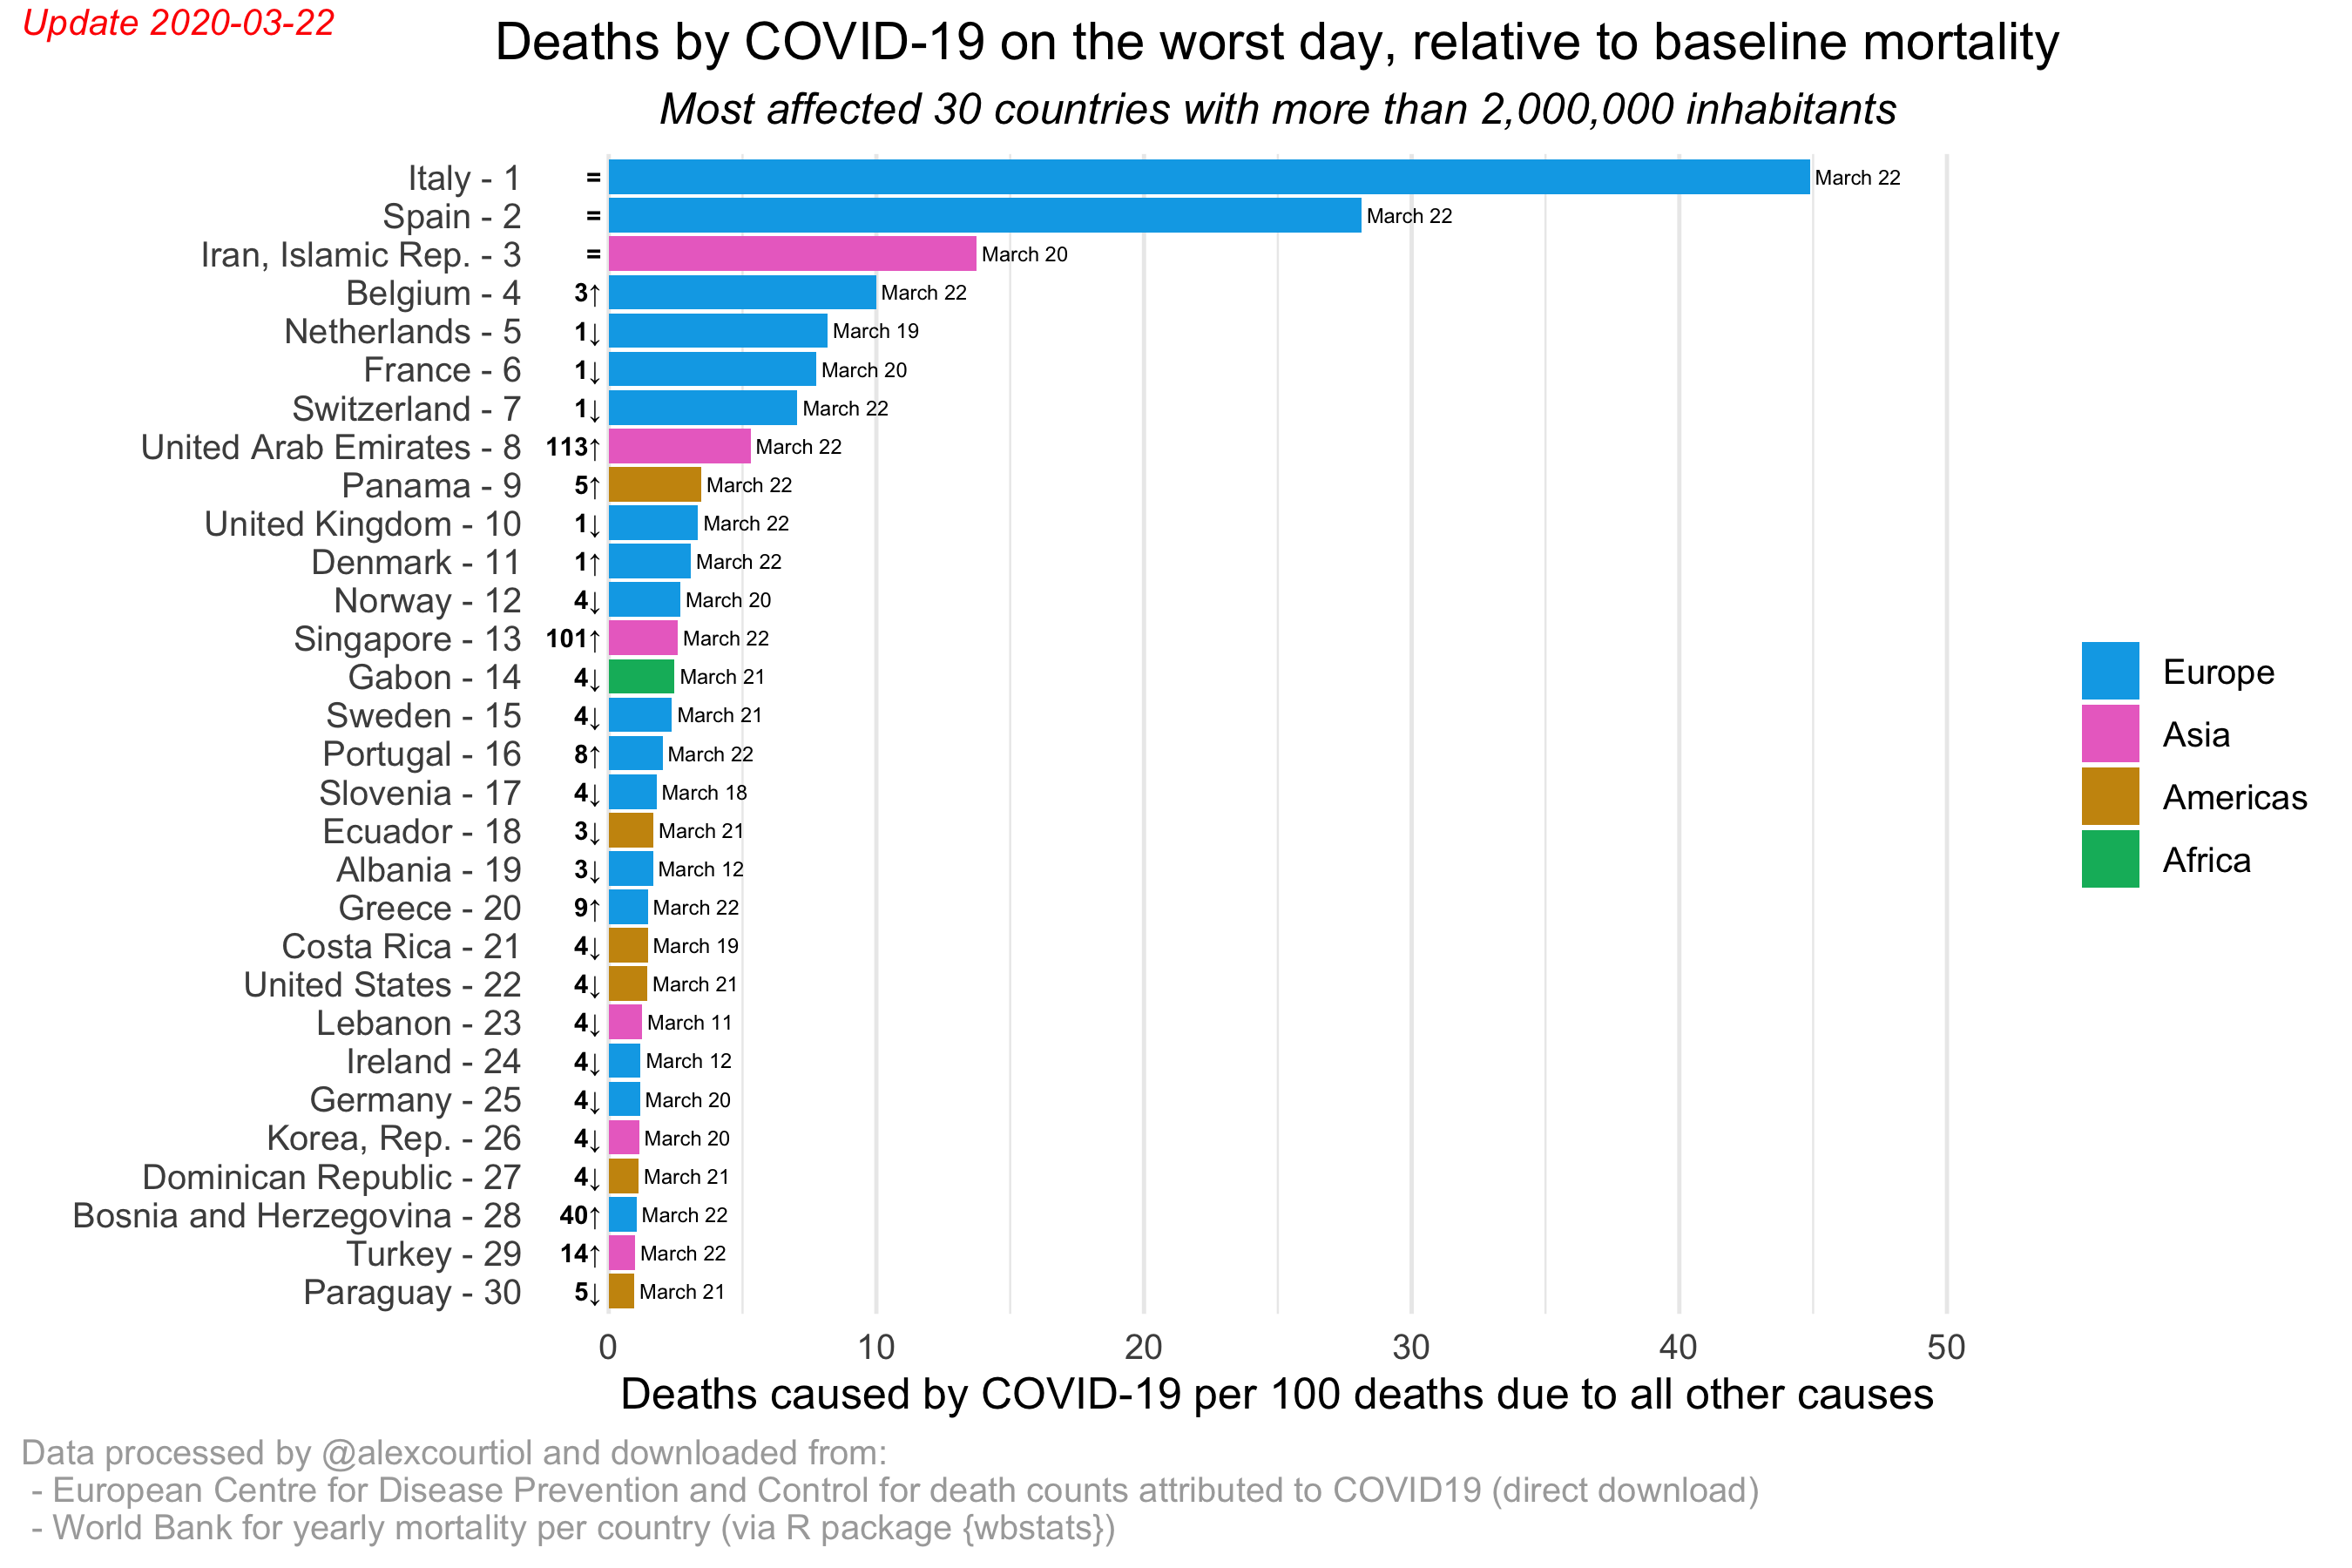 Update 2020-03-22
Deaths by COVID-19 on the worst day, relative to baseline mortality
Most affected 30 countries with more than 2,000,000 inhabitants
Italy - 1 = March 22
Spain - 2 = March 22
Iran, Islamic Rep. - 3 = March 20
Belgium - 4 3↑ March 22
Netherlands - 5 1↓ March 19
France - 6 1↓ March 20
Switzerland - 7 1↓ March 22
United Arab Emirates - 8 113↑ March 22
Panama - 9 5↑ March 22
United Kingdom - 10 1↓ March 22
Denmark - 11 1↑ March 22
Norway - 12 4↓ March 20
Singapore - 13 101↑ March 22
Gabon - 14 4↓ March 21
Sweden - 15 4↓ March 21
Portugal - 16 8↑ March 22
Slovenia - 17 4↓ March 18
Ecuador - 18 3↓ March 21
Albania - 19 3↓ March 12
Greece - 20 9↑ March 22
Costa Rica - 21 4↓ March 19
United States - 22 4↓ March 21
Lebanon - 23 4↓ March 11
Ireland - 24 4↓ March 12
Germany - 25 4↓ March 20
Korea, Rep. - 26 4↓ March 20
Dominican Republic - 27 4↓ March 21
Bosnia and Herzegovina - 28 40↑ March 22
Turkey - 29 14↑ March 22
Paraguay - 30 5↓ March 21
0 10 20 30 40 50
Deaths caused by COVID-19 per 100 deaths due to all other causes
Europe
Asia
Americas
Africa
Data processed by @alexcourtiol and downloaded from:
- European Centre for Disease Prevention and Control for death counts attributed to COVID19 (direct download)
- World Bank for yearly mortality per country (via R package {wbstats})